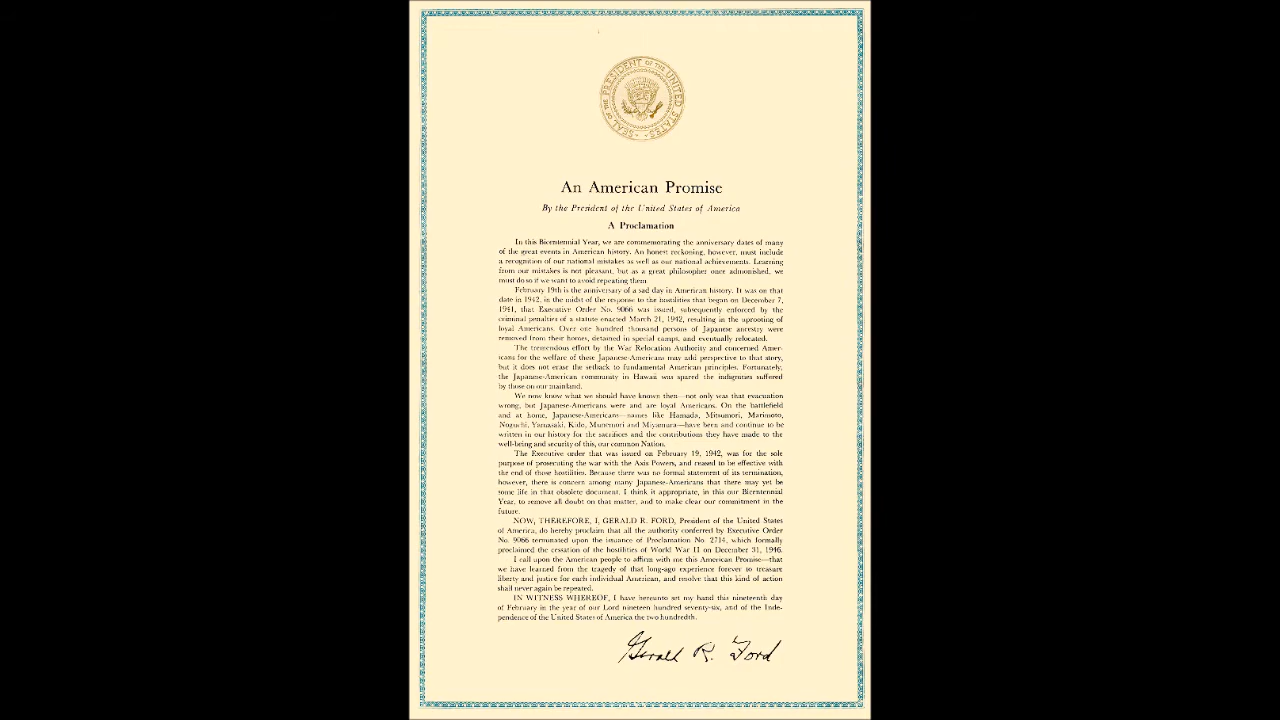 SEAL OF THE PRESIDENT OF THE UNITED STATES
An American Promise
By the President of the United States of America
A Proclamation
In this Bicentennial Year, we are commemorating the anniversary dates of many
of the great events in American history. An honest reckoning, however, must include
a recognition of our national mistakes as well as our national achievements. Learning
from our mistakes is not pleasant, but as a great philosopher once admonished, we
must do so if we want to avoid repeating them.
February 19th is the anniversary of a sad day in American history. It was on that
date in 1942, in the midst of the response to the hostilities that began on December 7,
1941, that Executive Order No. 9066 was issued, subsequently enforced by the
criminal penalties of a statute enacted March 21, 1942, resulting in the uprooting of
loyal Americans. Over one hundred thousand persons of Japanese ancestry were
removed from their homes, detained in special camps, and eventually relocated.
The tremendous effort by the War Relocation Authority and concerned Amer-
icans for the welfare of these Japanese-Americans may add perspective to that story,
but it does not erase the setback to fundamental American principles. Fortunately,
the Japanese-American community in Hawaii was spared the indignities suffered
by those on our mainland.
We now know what we should have known then—not only was that evacuation
wrong, but Japanese-Americans were and are loyal Americans. On the battlefield
and at home, Japanese-Americans—names like Hamada, Mitsumori, Marimoto,
Noguchi, Yamasaki, Kido, Munemori and Miyamura—have been and continue to be
written in our history for the sacrifices and the contributions they have made to the
well-being and security of this, our common Nation.
The Executive order that was issued on February 19, 1942, was for the sole
purpose of prosecuting the war with the Axis Powers, and ceased to be effective with
the end of those hostilities. Because there was no formal statement of its termination,
however, there is concern among many Japanese-Americans that there may yet be
some life in that obsolete document. I think it appropriate, in this our Bicentennial
Year, to remove all doubt on that matter, and to make clear our commitment in the
future.
NOW, THEREFORE, I, GERALD R. FORD, President of the United States
of America, do hereby proclaim that all the authority conferred by Executive Order
No. 9066 terminated upon the issuance of Proclamation No. 2714, which formally
proclaimed the cessation of the hostilities of World War II on December 31, 1946.
I call upon the American people to affirm with me this American Promise—that
we have learned from the tragedy of that long-ago experience forever to treasure
liberty and justice for each individual American, and resolve that this kind of action
shall never again be repeated.
IN WITNESS WHEREOF, I have hereunto set my hand this nineteenth day
of February in the year of our Lord nineteen hundred seventy-six, and of the Inde-
pendence of the United States of America the two hundredth.
Gerald R. Ford